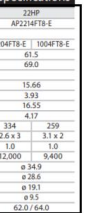 22HP
AP2214FT8-E
04FT8-E 1004FT8-E
61.5
69.0
15.66
3.93
16.55
4.17
334 259
2.6 x 3 3.1 x 2
1.0 1.0
12,000 9,400
ø 34.9
ø 28.6
ø 19.1
ø 9.5
62.0 / 64.0